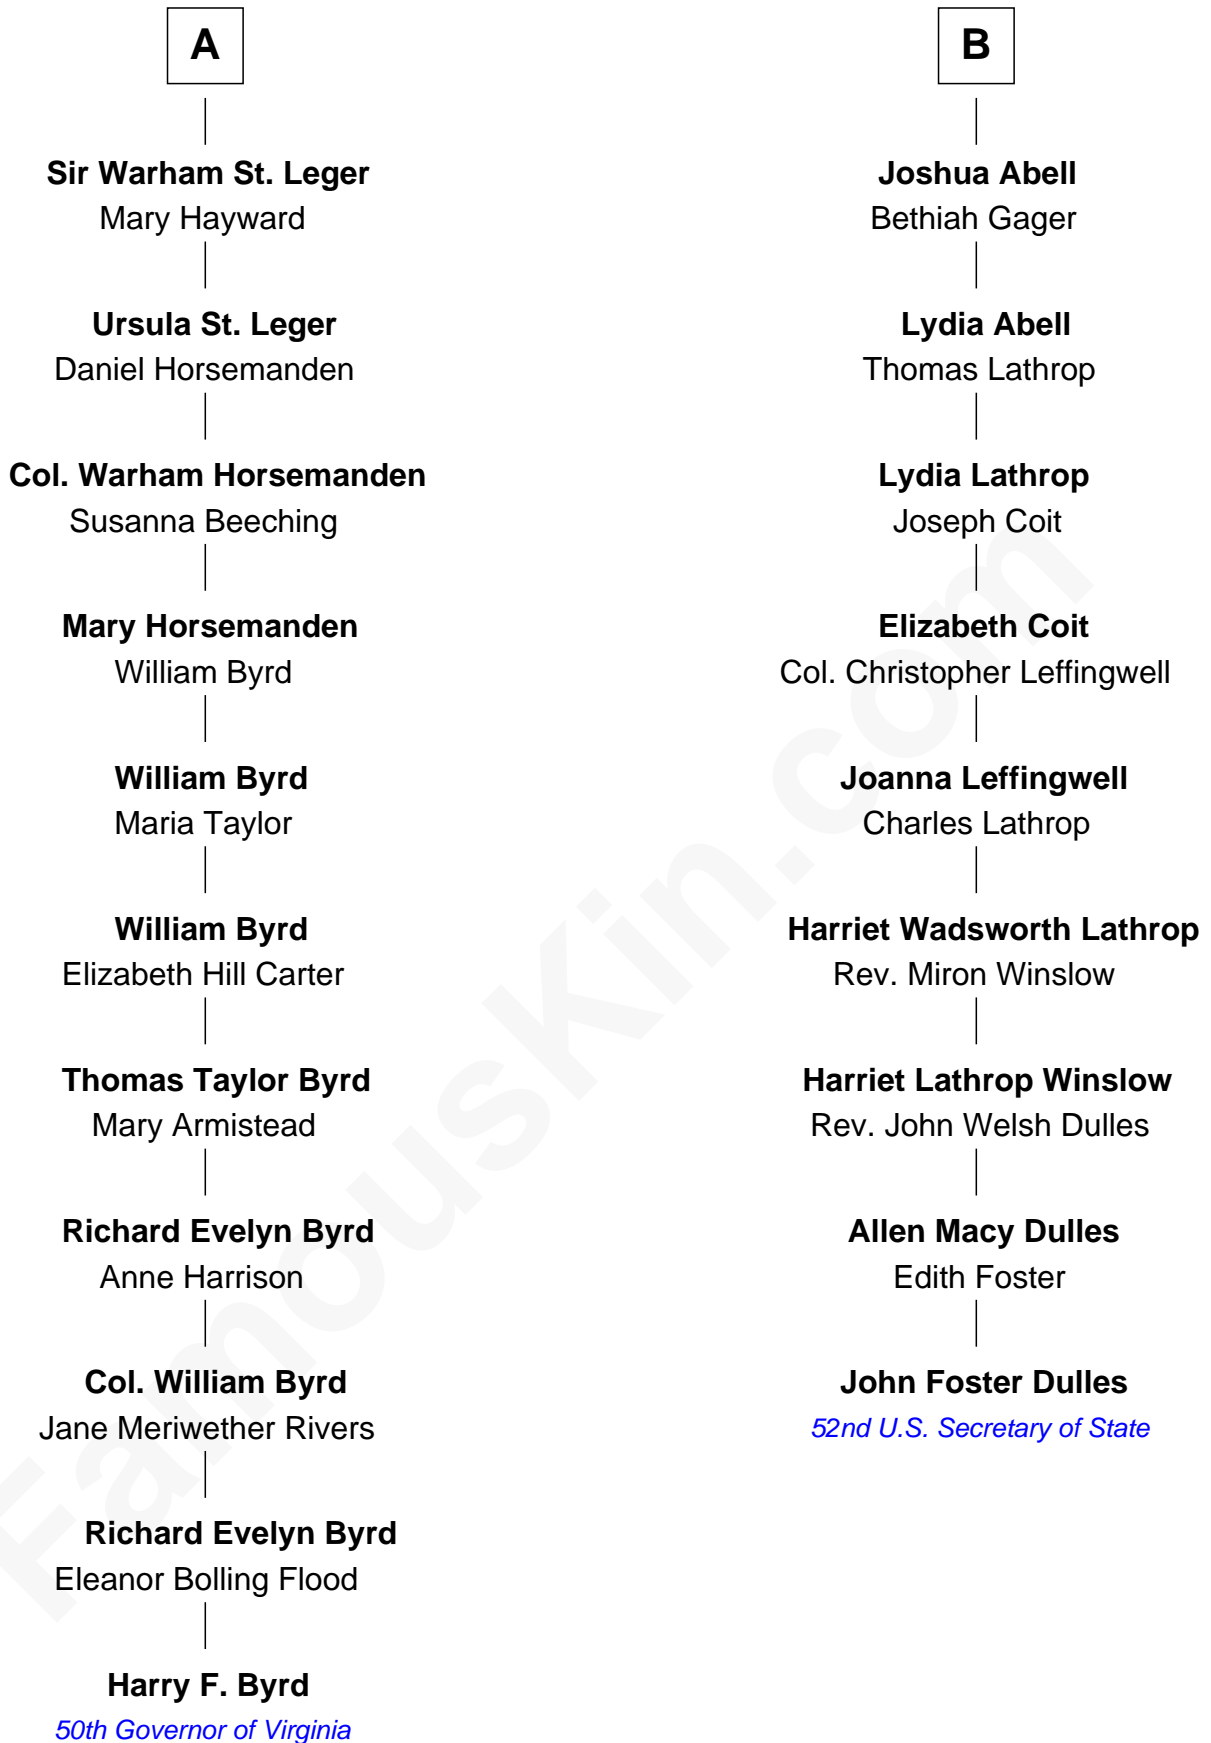 A
Sir Warham St. Leger
Mary Hayward
Ursula St. Leger
Daniel Horsemanden
Col. Warham Horsemanden
Susanna Beeching
Mary Horsemanden
William Byrd
William Byrd
Maria Taylor
William Byrd
Elizabeth Hill Carter
Thomas Taylor Byrd
Mary Armistead
Richard Evelyn Byrd
Anne Harrison
Col. William Byrd
Jane Meriwether Rivers
Richard Evelyn Byrd
Eleanor Bolling Flood
Harry F. Byrd
50th Governor of Virginia
B
Joshua Abell
Bethiah Gager
Lydia Abell
Thomas Lathrop
Lydia Lathrop
Joseph Coit
Elizabeth Coit
Col. Christopher Leffingwell
Joanna Leffingwell
Charles Lathrop
Harriet Wadsworth Lathrop
Rev. Miron Winslow
Harriet Lathrop Winslow
Rev. John Welsh Dulles
Allen Macy Dulles
Edith Foster
John Foster Dulles
52nd U.S. Secretary of State
FamousKin.com